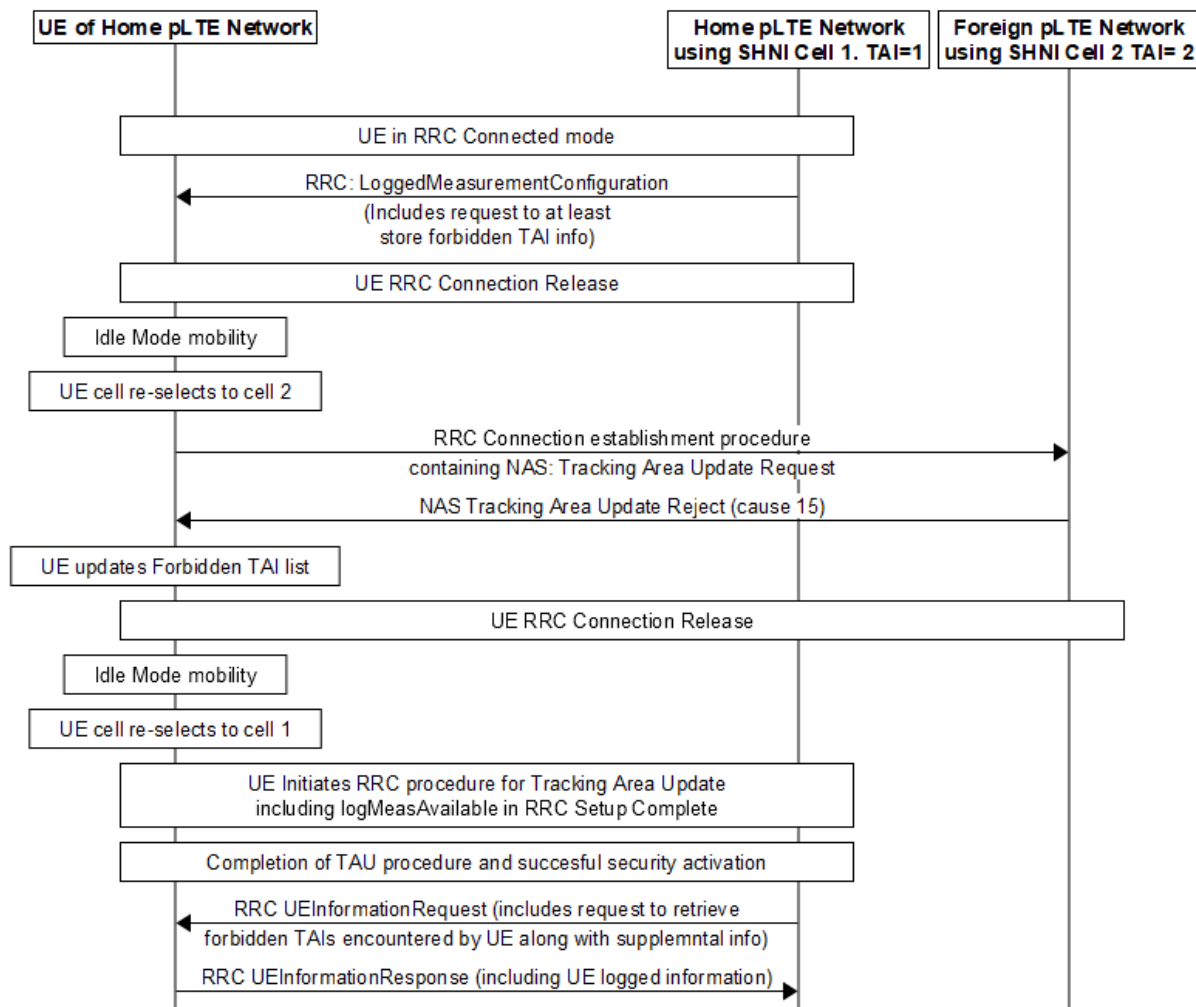 UE of Home pLTE Network
Home pLTE Network
using SHNI Cell 1. TAI=1
Foreign pLTE Network
using SHNI Cell 2 TAI= 2
UE in RRC Connected mode
RRC: LoggedMeasurementConfiguration
(Includes request to at least
store forbidden TAI info)
UE RRC Connection Release
Idle Mode mobility
UE cell re-selects to cell 2
RRC Connection establishment procedure
containing NAS: Tracking Area Update Request
NAS Tracking Area Update Reject (cause 15)
UE updates Forbidden TAI list
UE RRC Connection Release
Idle Mode mobility
UE cell re-selects to cell 1
UE Initiates RRC procedure for Tracking Area Update
including logMeasAvailable in RRC Setup Complete
Completion of TAU procedure and succesful security activation
RRC UEInformationRequest (includes request to retrieve
forbidden TAIs encountered by UE along with supplemntal info)
RRC UEInformationResponse (including UE logged information)